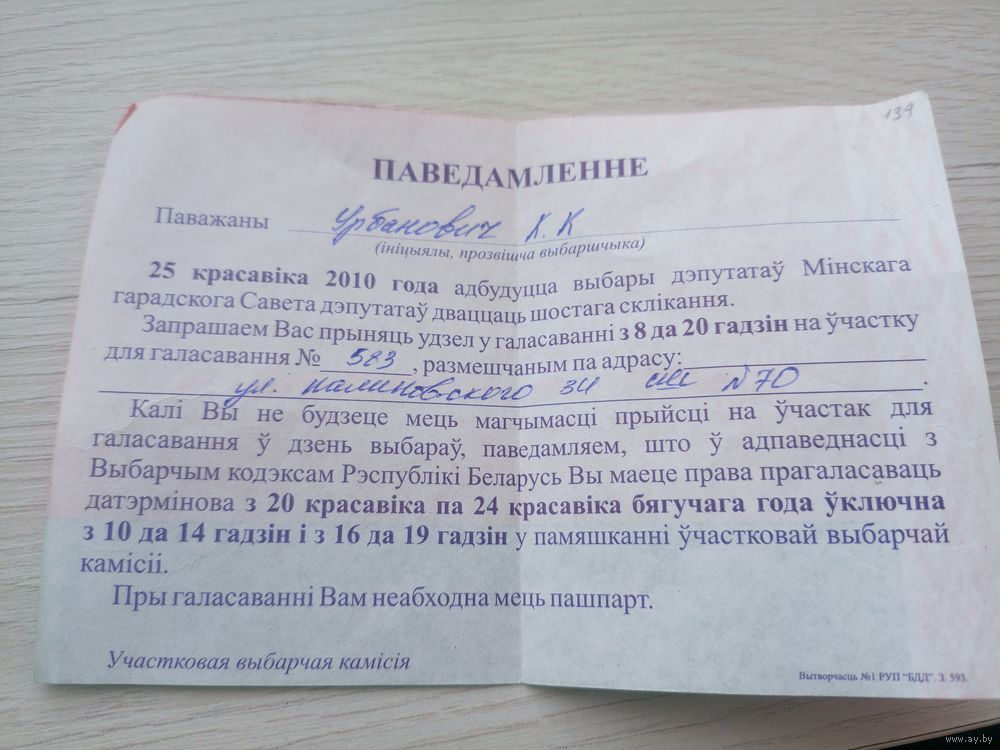 139
ПАВЕДАМЛЕННЕ
Паважаны Урбанович Х. К
(ініцыялы, прозвішча выбаршчыка)
25 красавіка 2010 года адбудуцца выбары дэпутатаў Мінскага
гарадскога Савета дэпутатаў дваццаць шостага склікання.
Запрашаем Вас прыняць удзел у галасаванні з 8 да 20 гадзін на ўчастку
для галасавання № 583, размешчаным па адрасу:
ул. Калиновского 34 СШ N 70.
Калі Вы не будзеце мець магчымасці прыйсці на ўчастак для
галасавання ў дзень выбараў, паведамляем, што ў адпаведнасці з
Выбарчым кодэксам Рэспублікі Беларусь Вы маеце права прагаласаваць
датэрмінова з 20 красавіка па 24 красавіка бягучага года ўключна
з 10 да 14 гадзін і з 16 да 19 гадзін у памяшканні ўчастковай выбарчай
камісіі.
Пры галасаванні Вам неабходна мець пашпарт.
Участковая выбарчая камісія
Вытворчасць №1 РУП "БДД". З. 593
www.ay.by